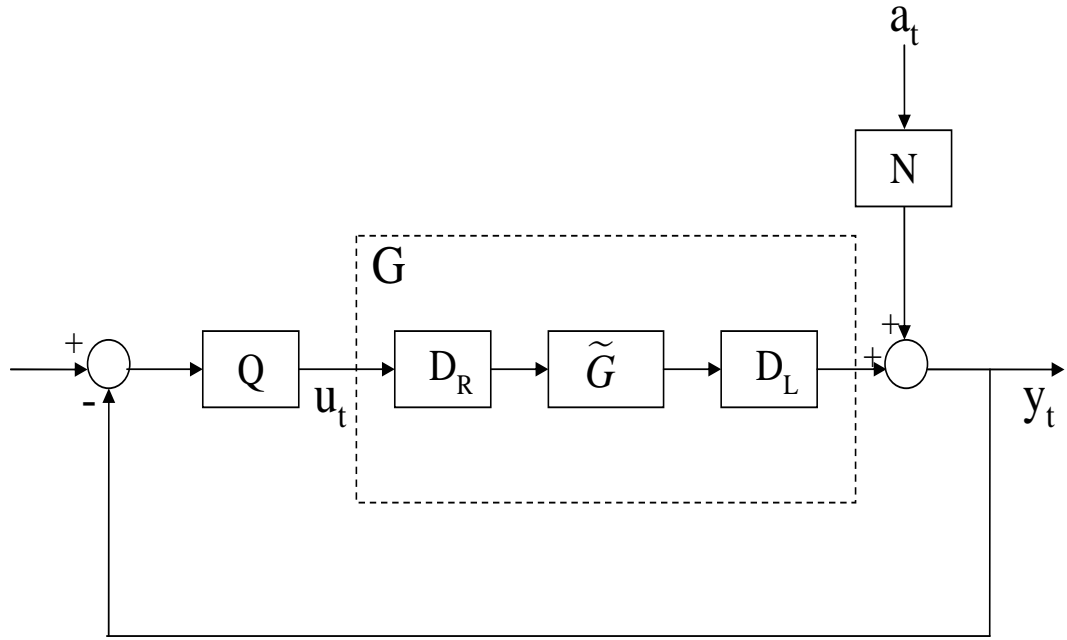 a_t
N
G
+
+
Q
D_R
G̃
D_L
+
-
u_t
y_t